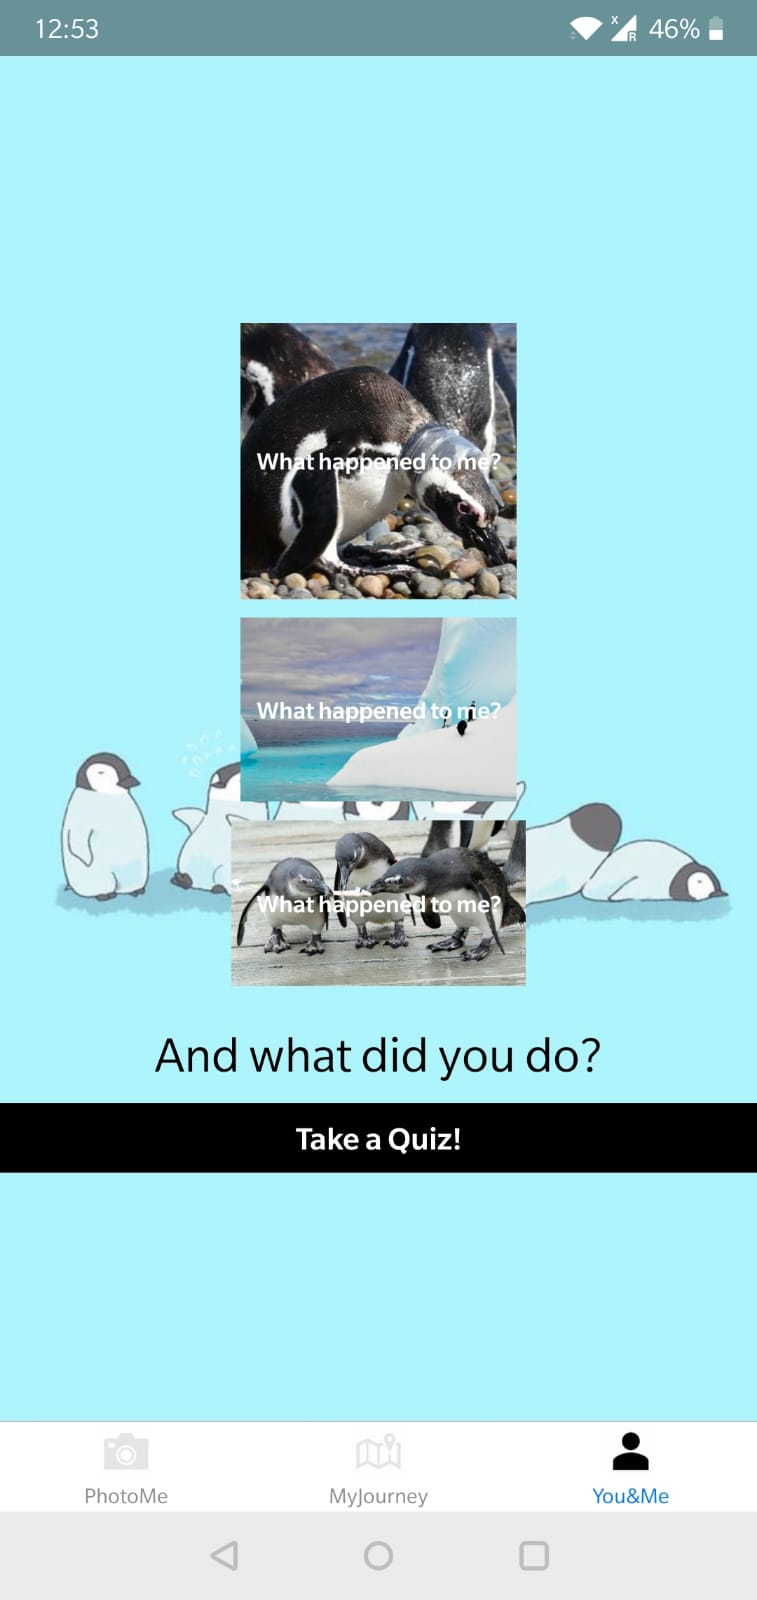 12:53
46%
What happened to me?
What happened to me?
What happened to me?
And what did you do?
Take a Quiz!
PhotoMe
MyJourney
You&Me